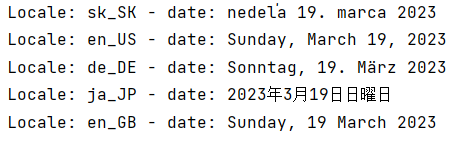 Locale: sk_SK - date: nedeľa 19. marca 2023
Locale: en_US - date: Sunday, March 19, 2023
Locale: de_DE - date: Sonntag, 19. März 2023
Locale: ja_JP - date: 2023年3月19日日曜日
Locale: en_GB - date: Sunday, 19 March 2023